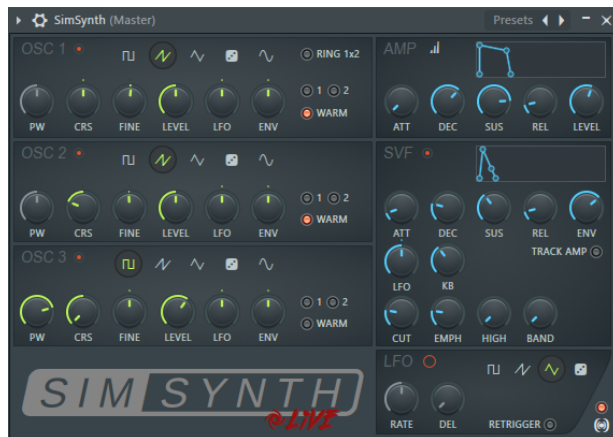 SimSynth (Master)
Presets
OSC 1
RING 1x2
1 2
WARM
PW CRS FINE LEVEL LFO ENV
OSC 2
1 2
WARM
PW CRS FINE LEVEL LFO ENV
OSC 3
1 2
WARM
PW CRS FINE LEVEL LFO ENV
SIMSYNTH
LIVE
AMP
ATT DEC SUS REL LEVEL
SVF
ATT DEC SUS REL ENV
TRACK AMP
LFO KB
CUT EMPH HIGH BAND
LFO
RATE DEL RETRIGGER